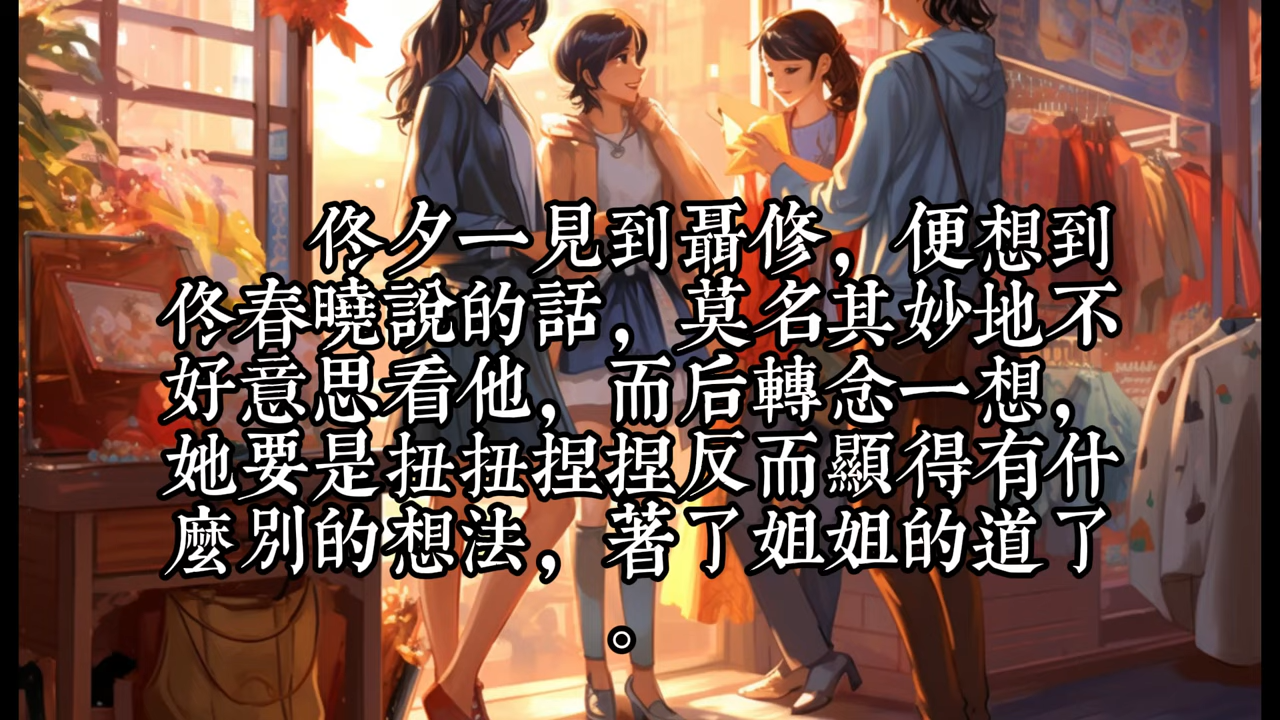 佟夕一見到聶修，便想到
佟春曉說的話，莫名其妙地不
好意思看他，而后轉念一想，
她要是扭扭捏捏反而顯得有什
麼別的想法，著了姐姐的道了
。